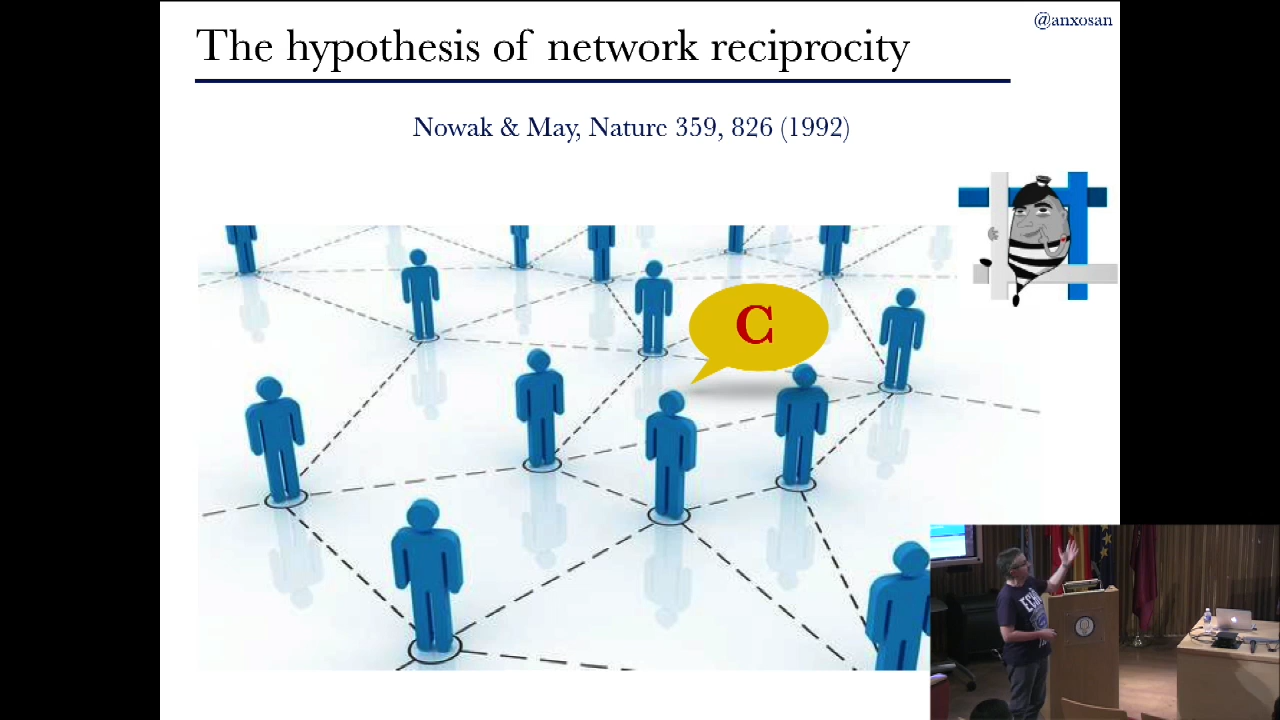 @anxosan
The hypothesis of network reciprocity
Nowak & May, Nature 359, 826 (1992)
C